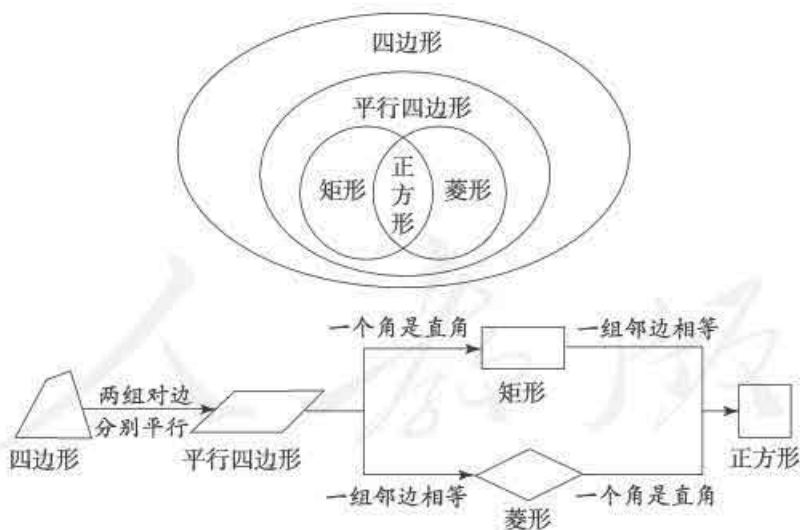 四边形
平行四边形
矩形
正方形
菱形
一个角是直角
一组邻边相等
矩形
两组对边
分别平行
四边形
平行四边形
正方形
一组邻边相等
一个角是直角
菱形
人教版